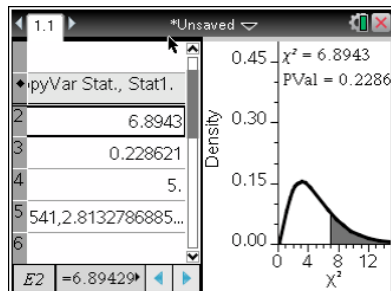 1.1
*Unsaved
◆ opyVar Stat., Stat1.
2 6.8943
3 0.228621
4 5.
5 541,2.8132786885...
6
E2 =6.89429
0.45
0.30
0.15
0.00
Density
χ² = 6.8943
PVal = 0.2286
0 4 8 12
χ²